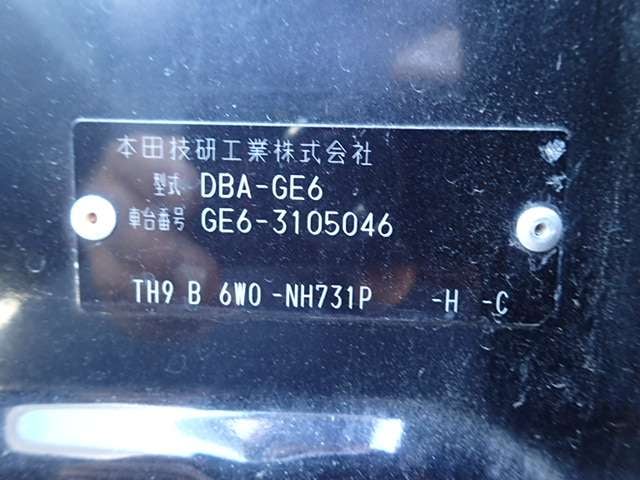 本田技研工業株式会社
型式 DBA-GE6
車台番号 GE6-3105046
TH9 B 6W0 -NH731P -H -C